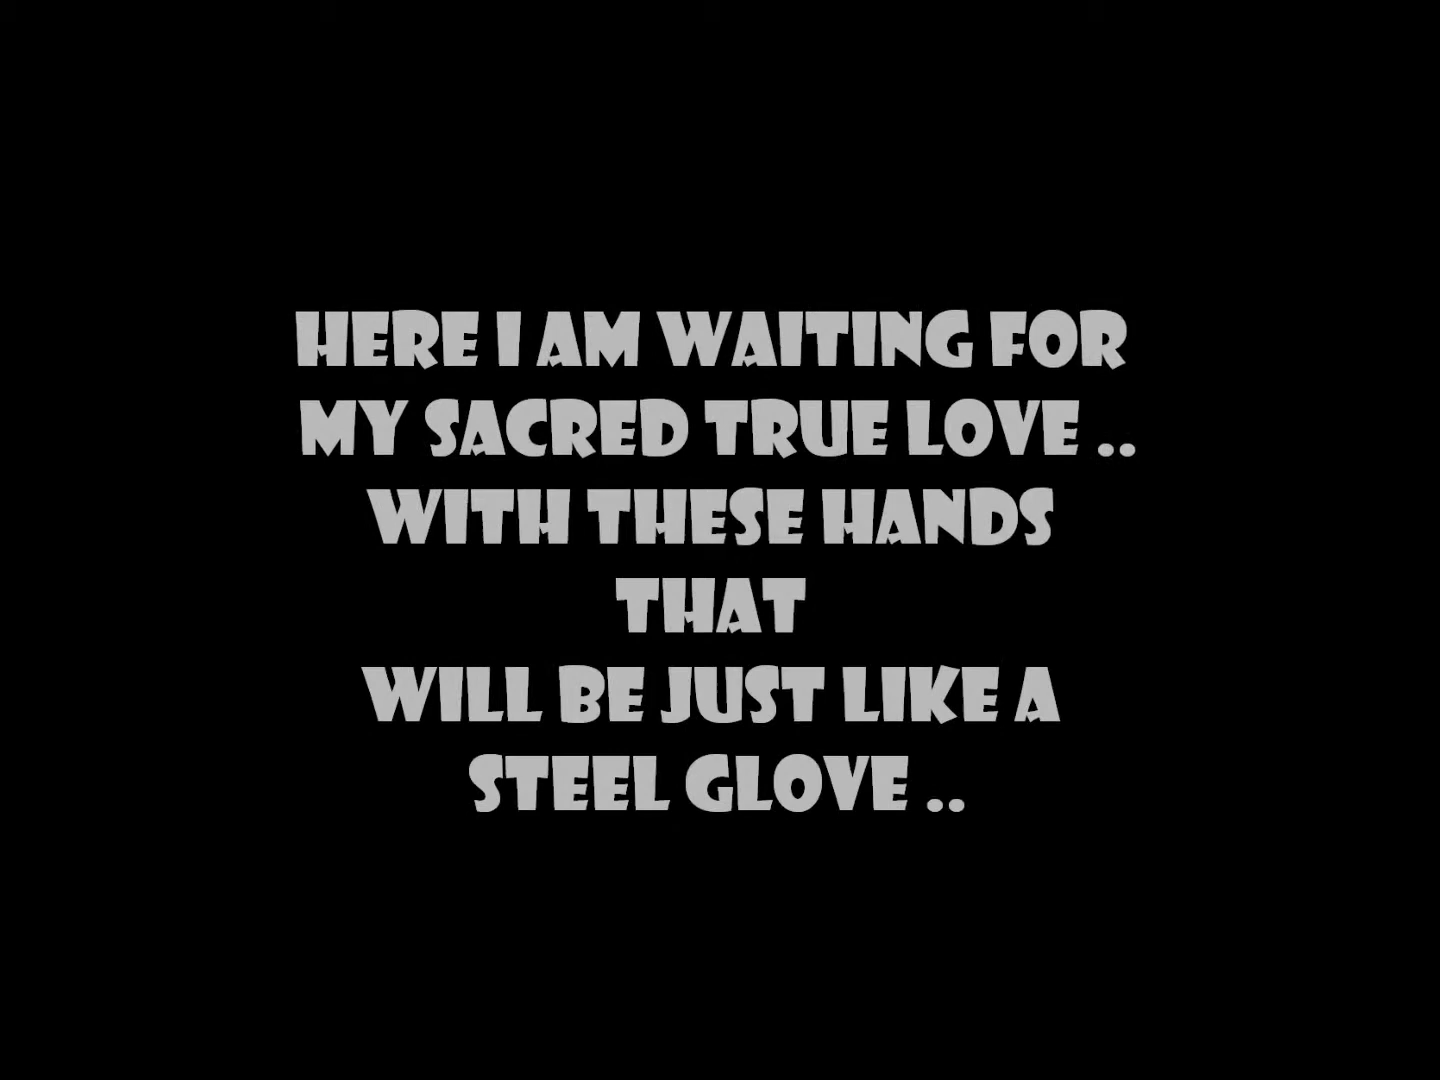 HERE I AM WAITING FOR
MY SACRED TRUE LOVE ..
WITH THESE HANDS
THAT
WILL BE JUST LIKE A
STEEL GLOVE ..